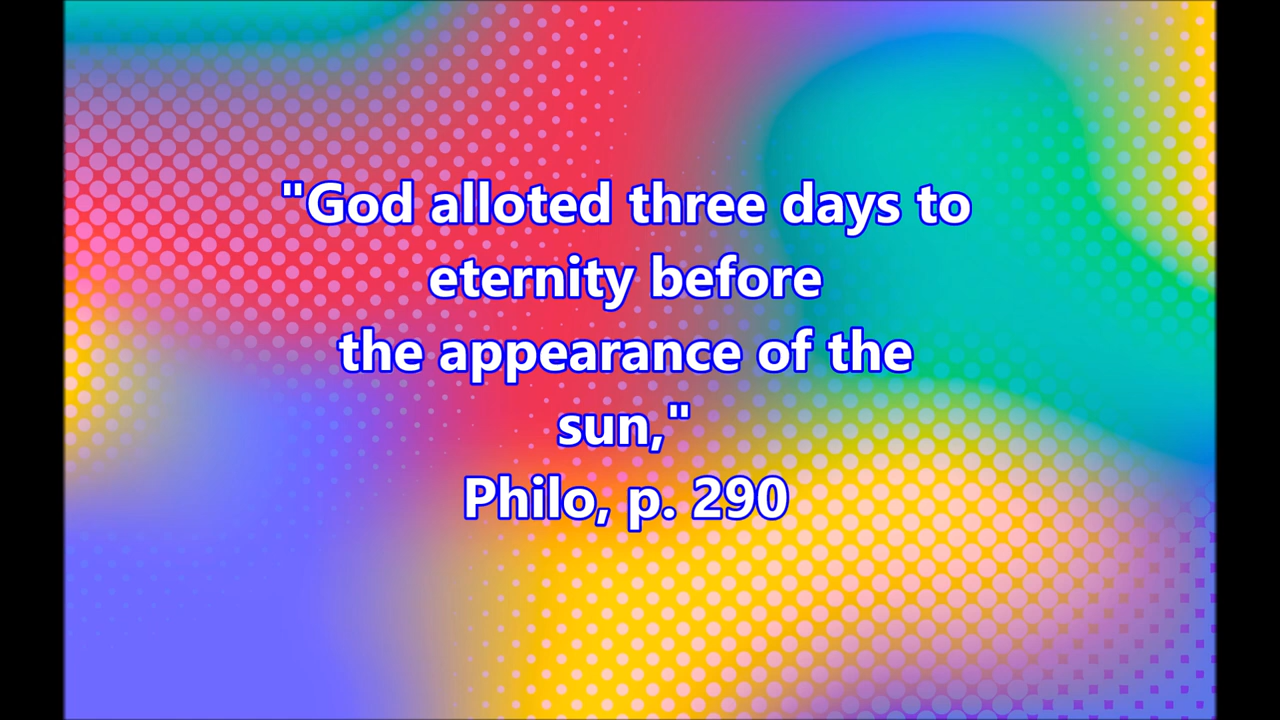 "God alloted three days to
eternity before
the appearance of the
sun,"
Philo, p. 290